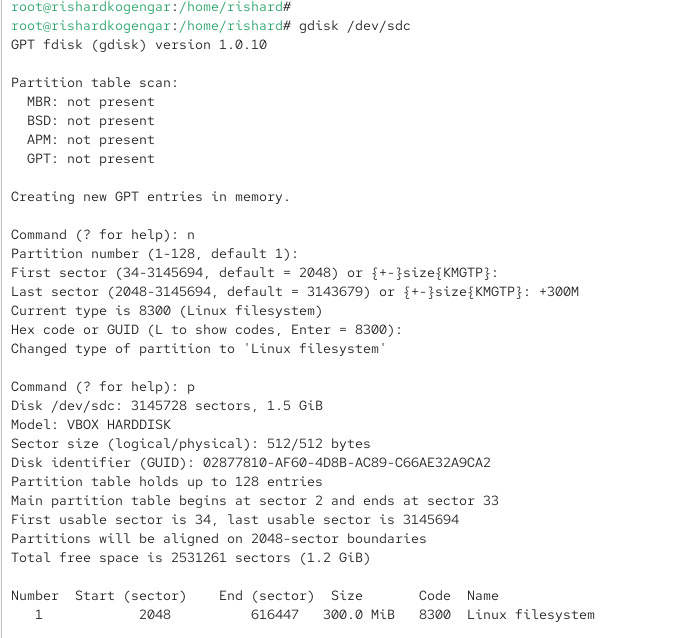 root@rishardkogengar:/home/rishard#
root@rishardkogengar:/home/rishard# gdisk /dev/sdc
GPT fdisk (gdisk) version 1.0.10
Partition table scan:
  MBR: not present
  BSD: not present
  APM: not present
  GPT: not present
Creating new GPT entries in memory.
Command (? for help): n
Partition number (1-128, default 1):
First sector (34-3145694, default = 2048) or {+-}size{KMGTP}:
Last sector (2048-3145694, default = 3143679) or {+-}size{KMGTP}: +300M
Current type is 8300 (Linux filesystem)
Hex code or GUID (L to show codes, Enter = 8300):
Changed type of partition to 'Linux filesystem'
Command (? for help): p
Disk /dev/sdc: 3145728 sectors, 1.5 GiB
Model: VBOX HARDDISK
Sector size (logical/physical): 512/512 bytes
Disk identifier (GUID): 02877810-AF60-4D8B-AC89-C66AE32A9CA2
Partition table holds up to 128 entries
Main partition table begins at sector 2 and ends at sector 33
First usable sector is 34, last usable sector is 3145694
Partitions will be aligned on 2048-sector boundaries
Total free space is 2531261 sectors (1.2 GiB)
Number  Start (sector)    End (sector)  Size       Code  Name
   1            2048          616447   300.0 MiB   8300  Linux filesystem